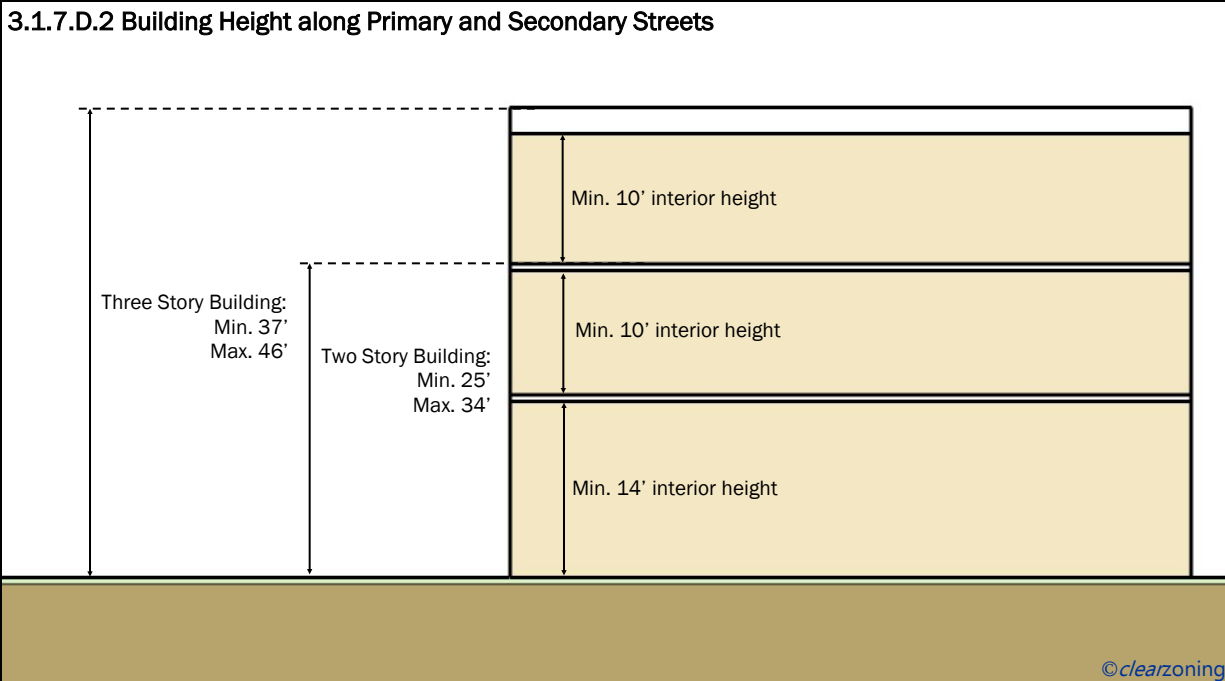 3.1.7.D.2 Building Height along Primary and Secondary Streets
Min. 10’ interior height
Three Story Building:
Min. 37’
Max. 46’
Two Story Building:
Min. 25’
Max. 34’
Min. 10’ interior height
Min. 14’ interior height
©clearzoning